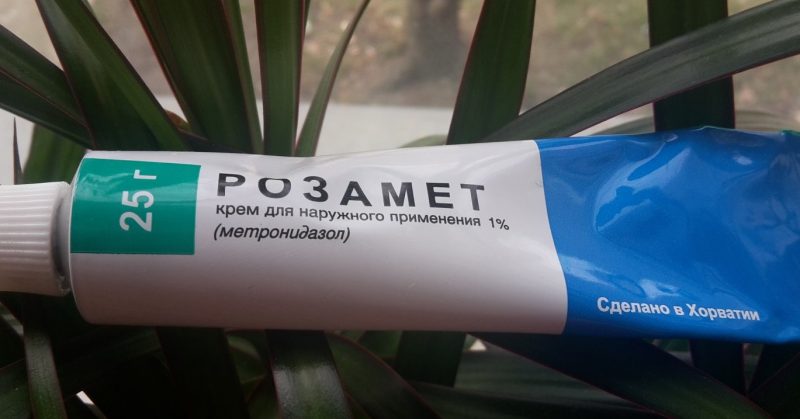 25 г
РОЗАМЕТ
крем для наружного применения 1%
(метронидазол)
Сделано в Хорватии